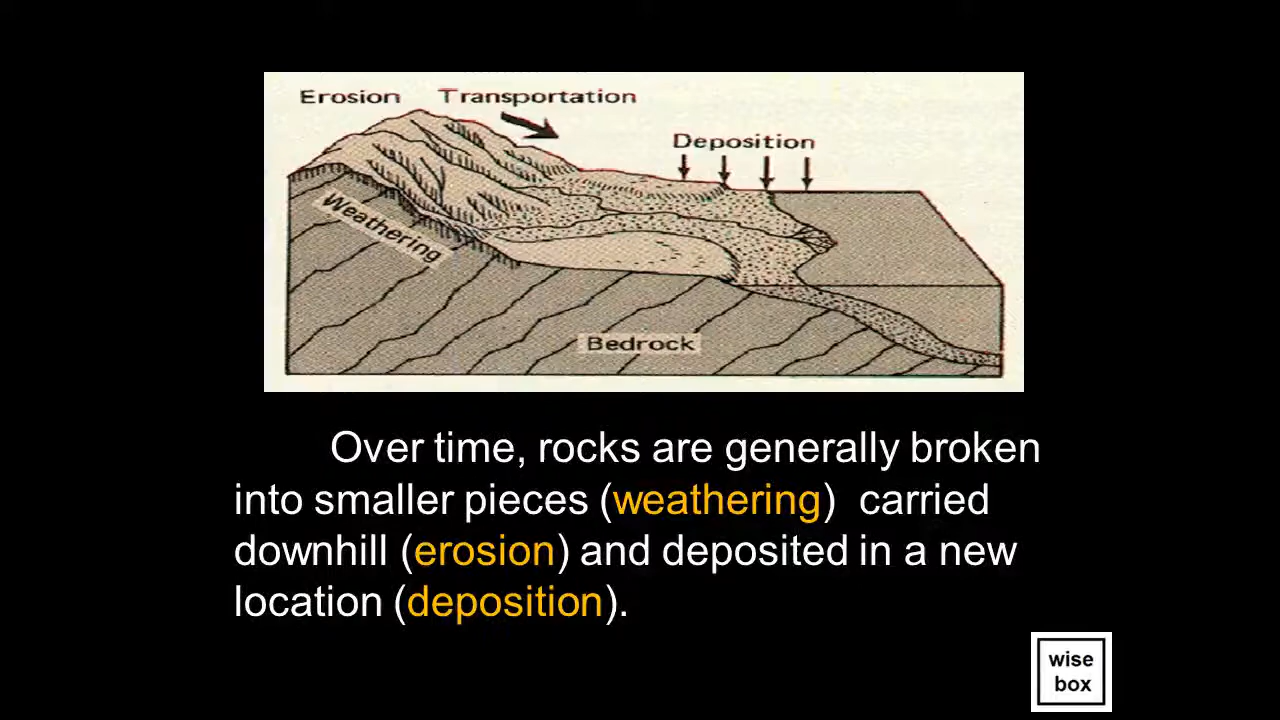 Erosion Transportation
Deposition
Weathering
Bedrock
Over time, rocks are generally broken
into smaller pieces (weathering) carried
downhill (erosion) and deposited in a new
location (deposition).
wise
box